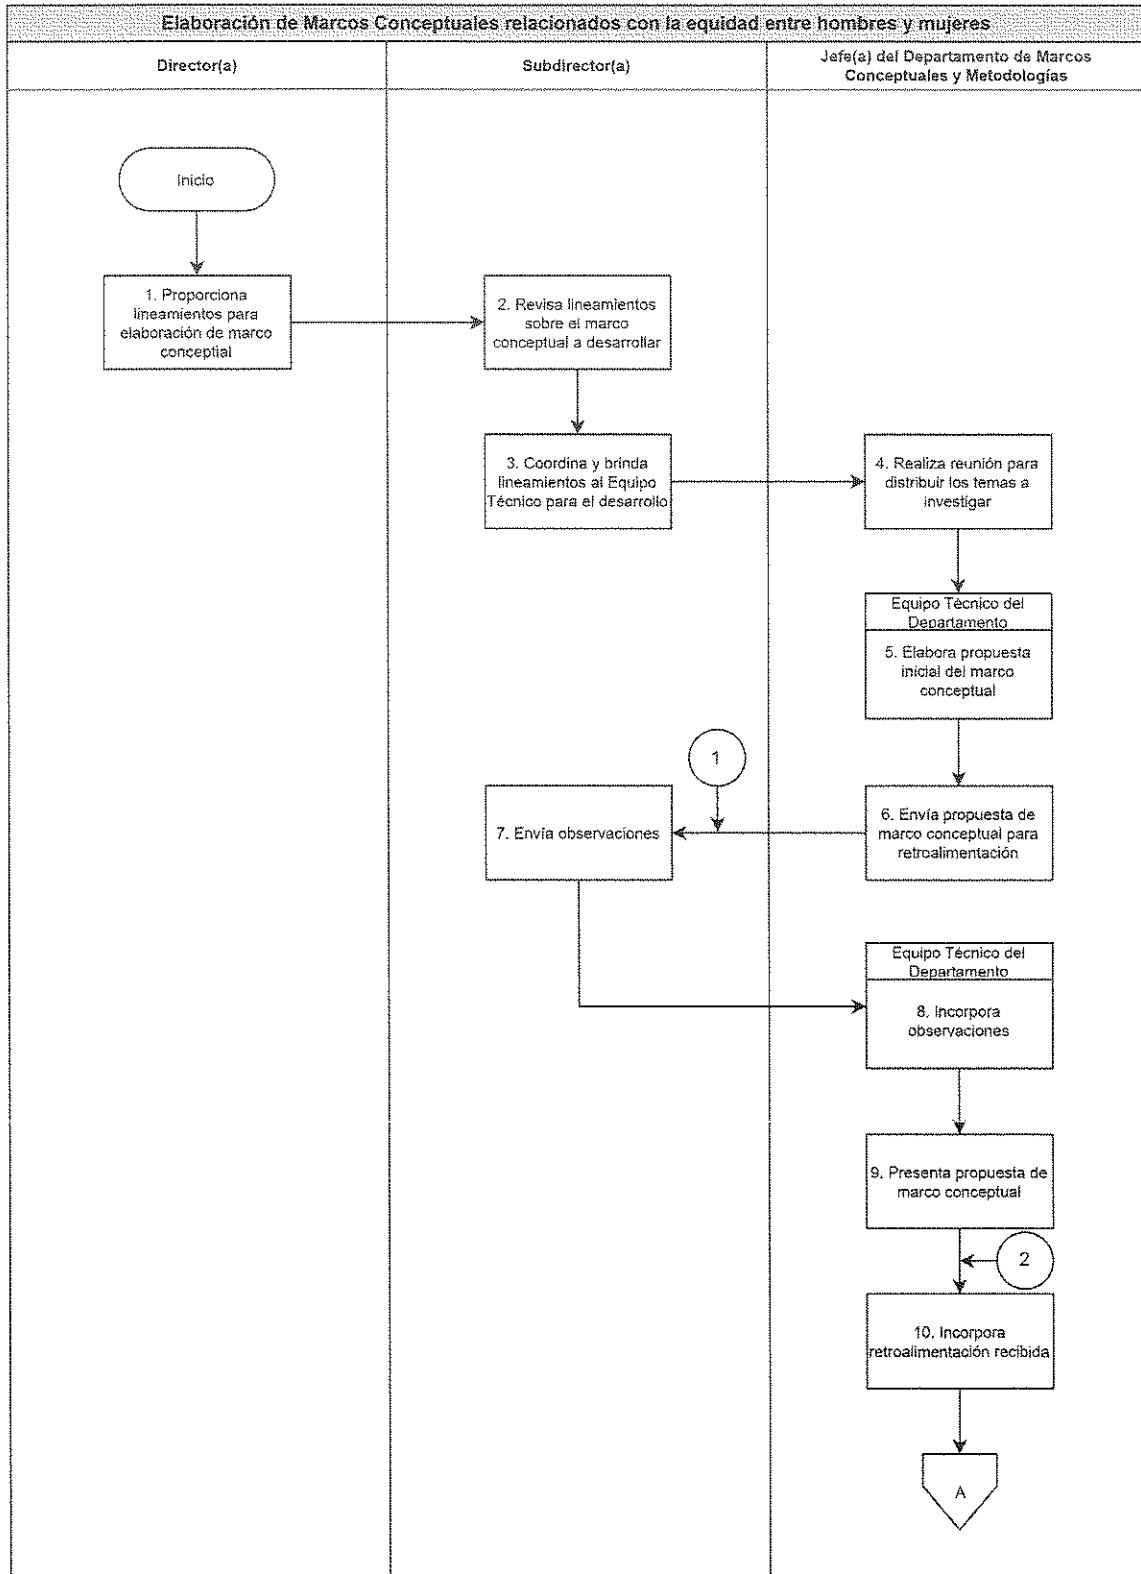 Elaboración de Marcos Conceptuales relacionados con la equidad entre hombres y mujeres
Director(a)
Subdirector(a)
Jefe(a) del Departamento de Marcos
Conceptuales y Metodologías
Inicio
1. Proporciona
lineamientos para
elaboración de marco
conceptial
2. Revisa lineamientos
sobre el marco
conceptual a desarrollar
3. Coordina y brinda
lineamientos al Equipo
Técnico para el desarrollo
4. Realiza reunión para
distribuir los temas a
investigar
Equipo Técnico del
Departamento
5. Elabora propuesta
inicial del marco
conceptual
1
6. Envía propuesta de
marco conceptual para
retroalimentación
7. Envía observaciones
Equipo Técnico del
Departamento
8. Incorpora
observaciones
9. Presenta propuesta de
marco conceptual
2
10. Incorpora
retroalimentación recibida
A